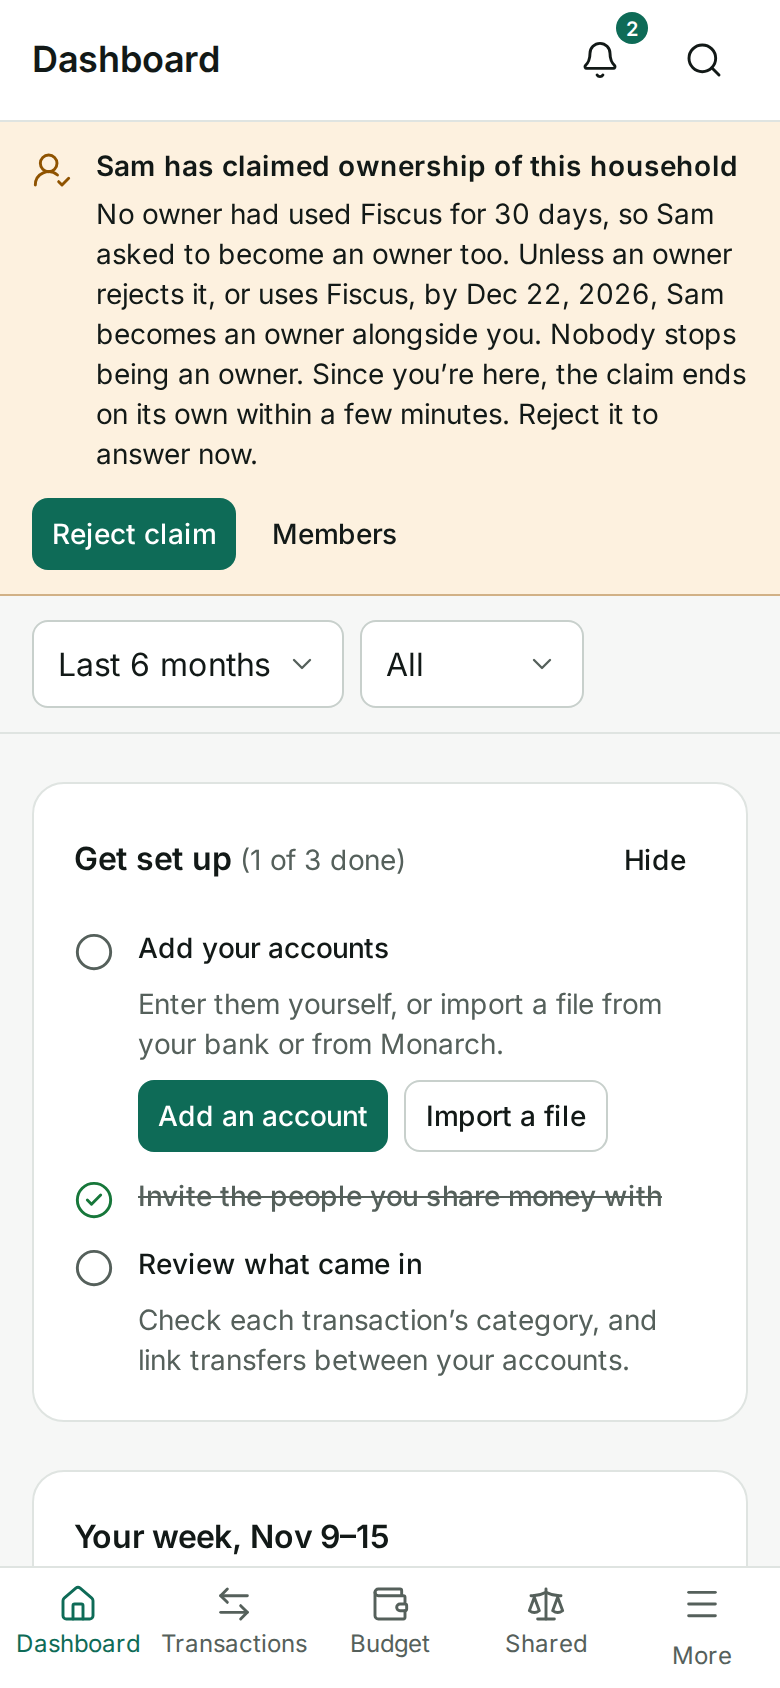 Dashboard
2
Sam has claimed ownership of this household
No owner had used Fiscus for 30 days, so Sam
asked to become an owner too. Unless an owner
rejects it, or uses Fiscus, by Dec 22, 2026, Sam
becomes an owner alongside you. Nobody stops
being an owner. Since you’re here, the claim ends
on its own within a few minutes. Reject it to
answer now.
Reject claim
Members
Last 6 months
All
Get set up (1 of 3 done)
Hide
Add your accounts
Enter them yourself, or import a file from
your bank or from Monarch.
Add an account
Import a file
Invite the people you share money with
Review what came in
Check each transaction’s category, and
link transfers between your accounts.
Your week, Nov 9–15
Dashboard
Transactions
Budget
Shared
More